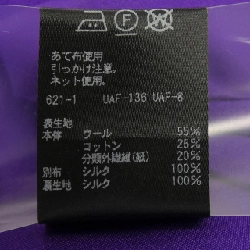 あて布使用
引っかけ注意。
ネット使用。
621-1 UAF-136 UAF-8
表生地
本体 ウール 55%
コットン 25%
分類外繊維(紙) 20%
別布 シルク 100%
裏生地 シルク 100%